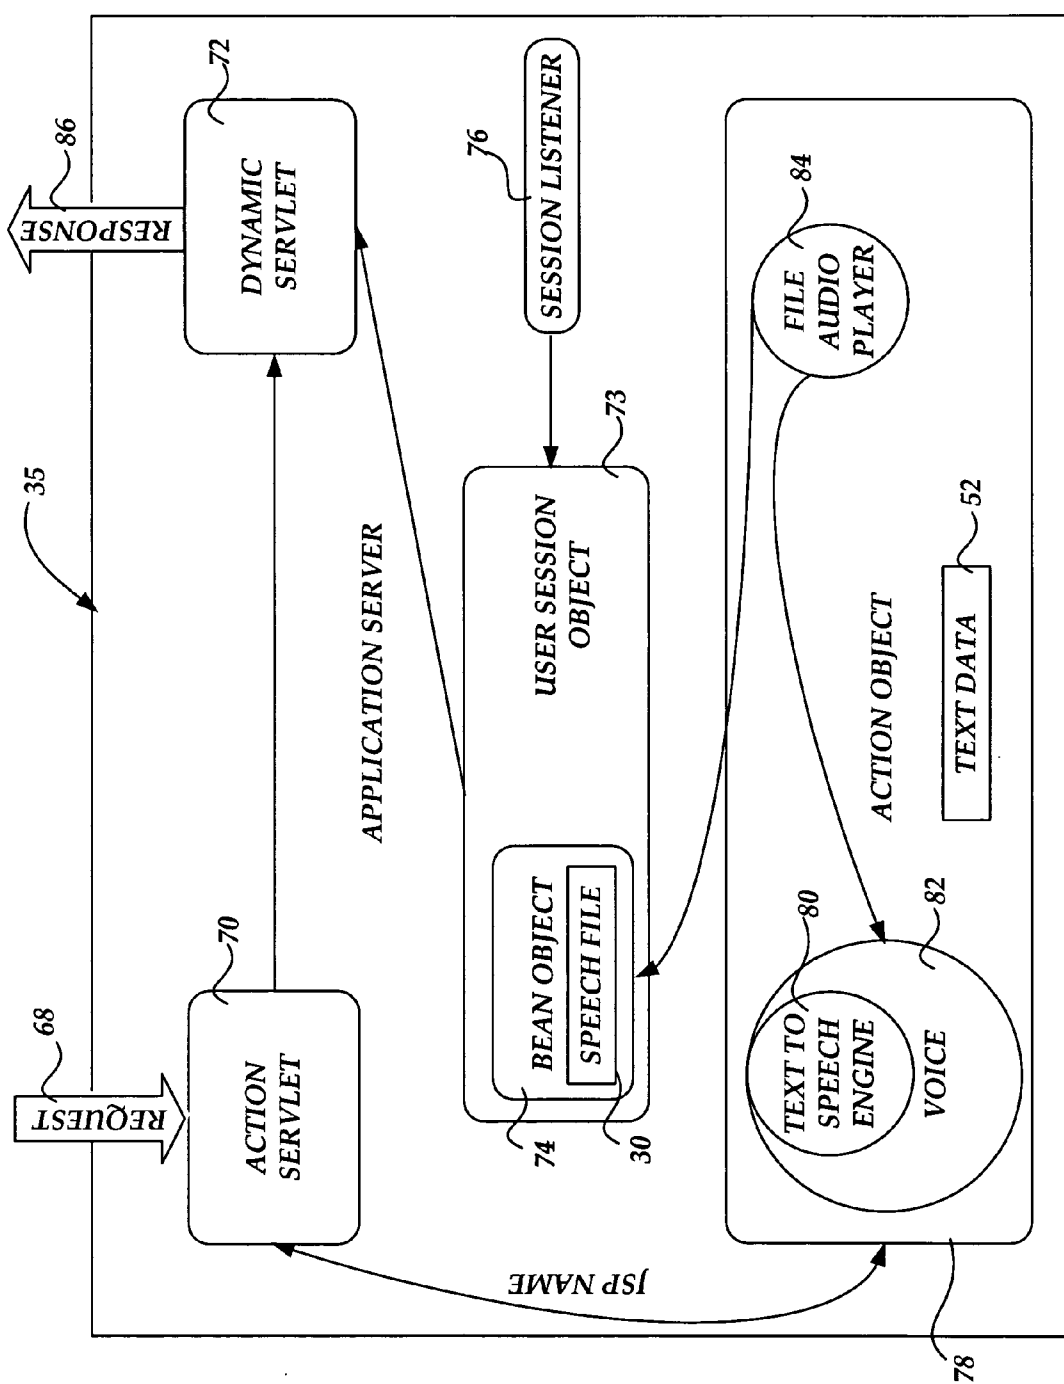 35
REQUEST
68
ACTION
SERVLET
70
RESPONSE
86
DYNAMIC
SERVLET
72
APPLICATION SERVER
JSP NAME
74
BEAN OBJECT
SPEECH FILE
30
USER SESSION
OBJECT
73
SESSION LISTENER
76
78
TEXT TO
SPEECH
ENGINE
80
VOICE
82
ACTION OBJECT
TEXT DATA
52
FILE
AUDIO
PLAYER
84